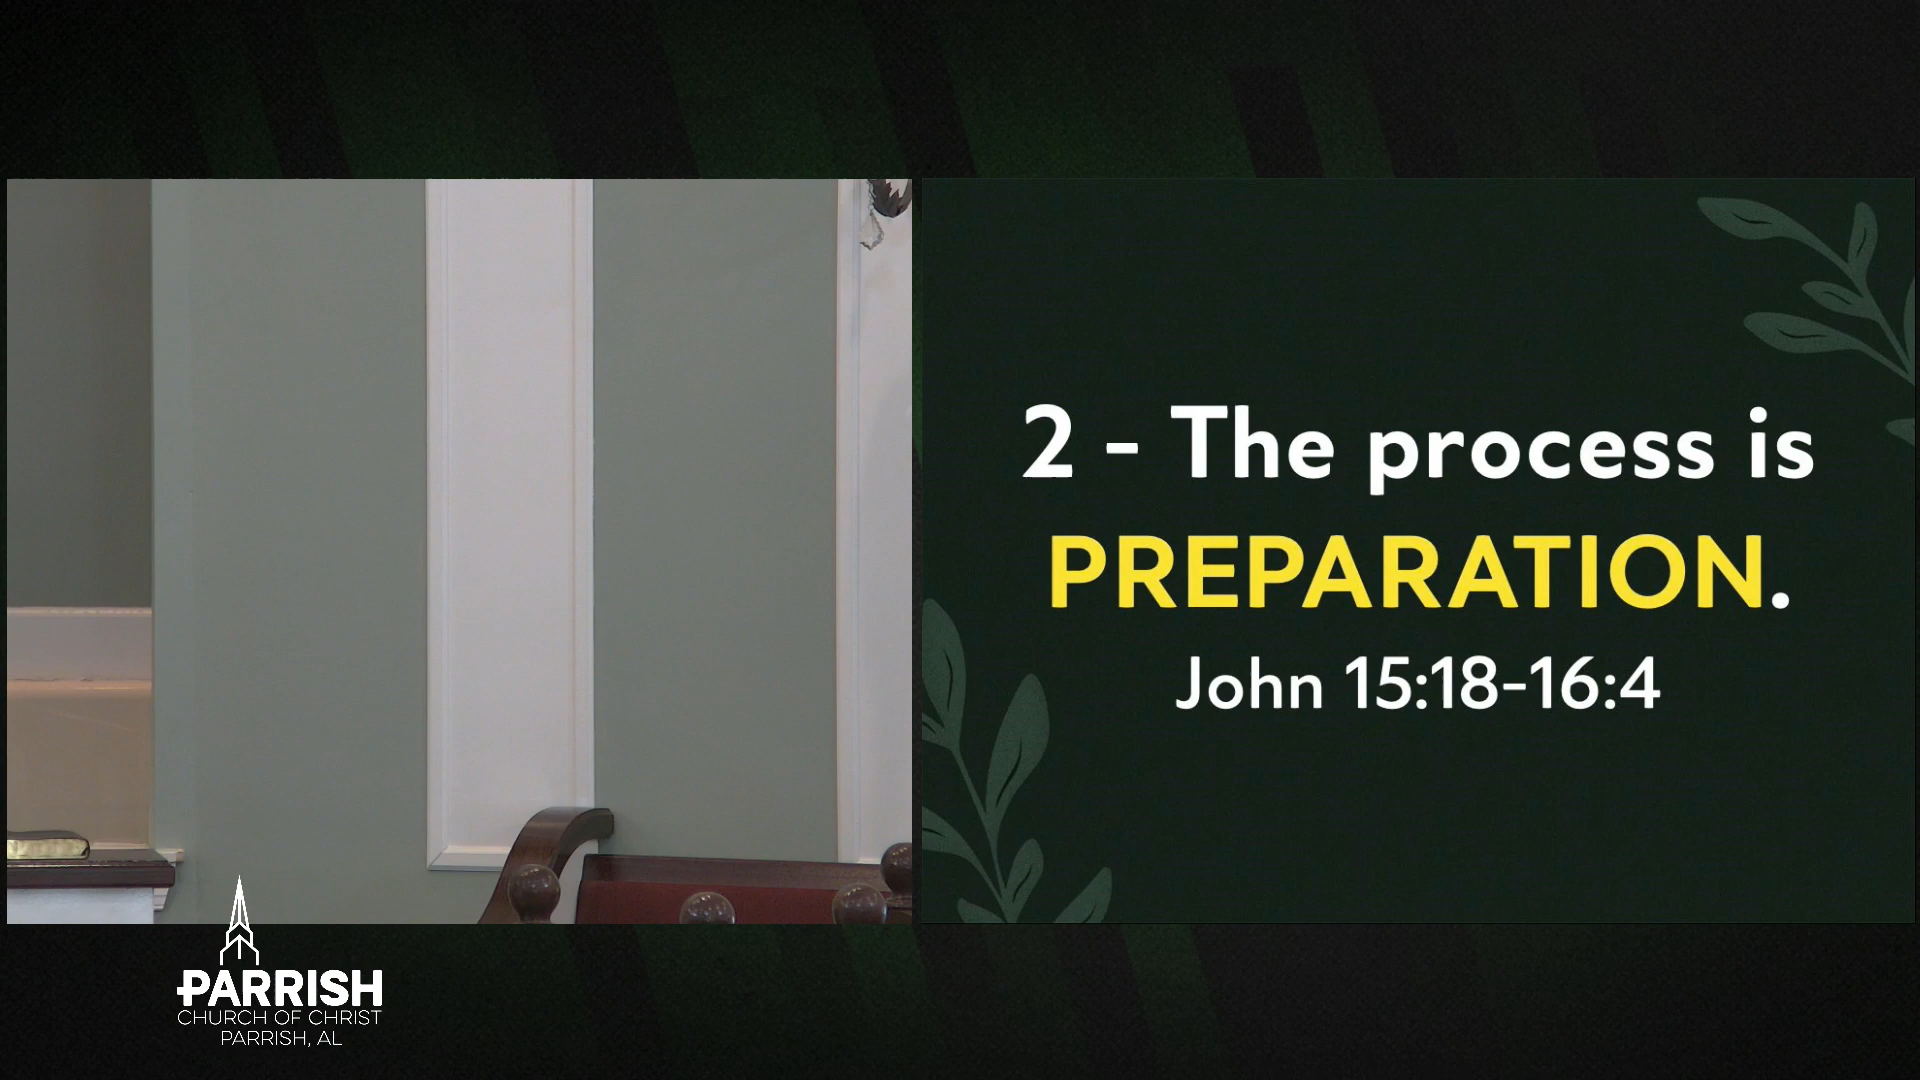 2 - The process is
PREPARATION.
John 15:18-16:4
PARRISH
CHURCH OF CHRIST
PARRISH, AL